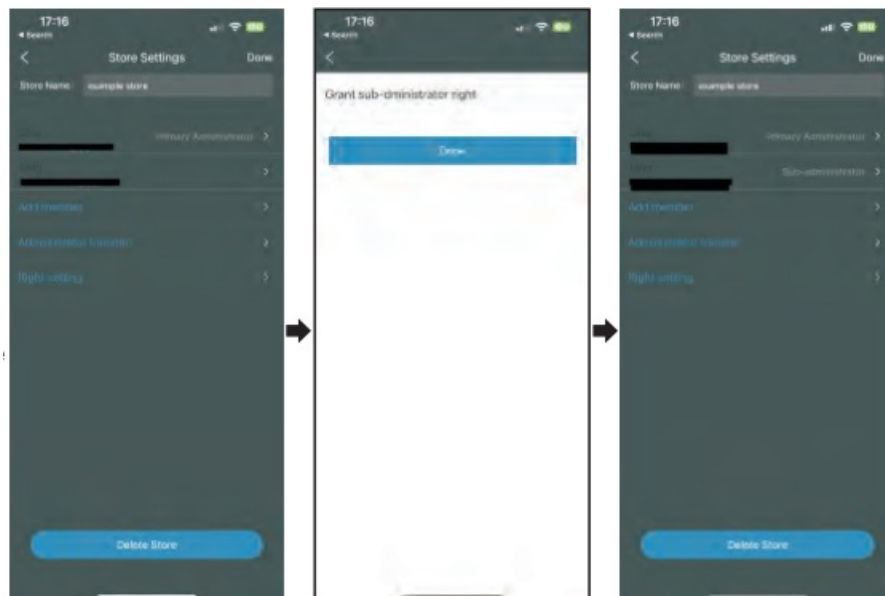 17:16
◀ Search
Store Settings
Done
Store Name
example store
Primary Administrator
Add member
Administrator transfer
Right setting
Delete Store
17:16
◀ Search
Grant sub-dministrator right
Done
17:16
◀ Search
Store Settings
Done
Store Name
example store
Primary Administrator
Sub-administrator
Add member
Administrator transfer
Right setting
Delete Store